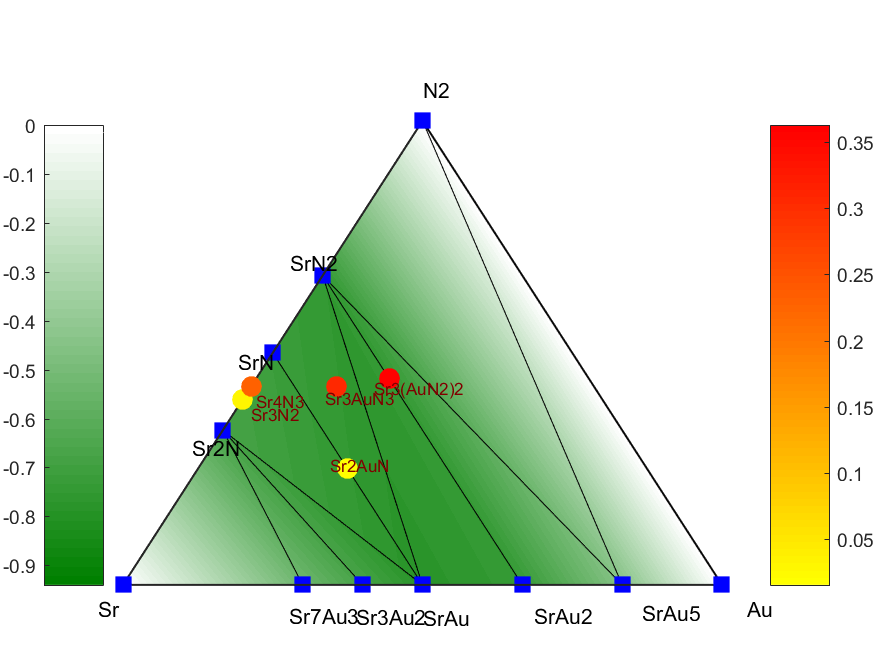 N2
0
-0.1
-0.2
-0.3
-0.4
-0.5
-0.6
-0.7
-0.8
-0.9
0.35
0.3
0.25
0.2
0.15
0.1
0.05
SrN2
SrN
Sr4N3
Sr3N2
Sr3AuN3
Sr3(AuN2)2
Sr2N
Sr2AuN
Sr
Sr7Au3
Sr3Au2
SrAu
SrAu2
SrAu5
Au